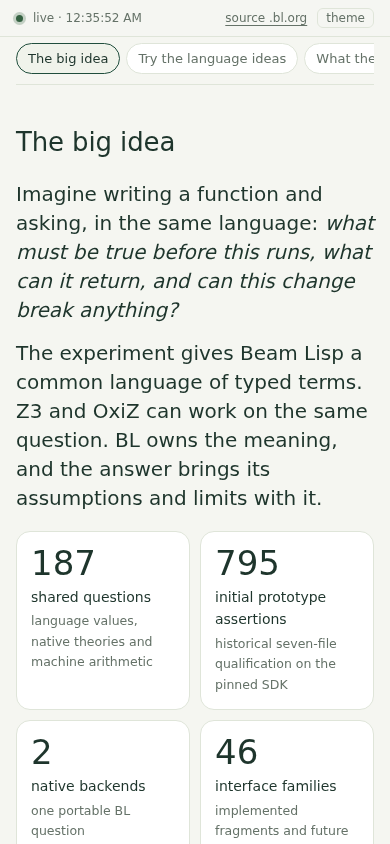 live · 12:35:52 AM
source .bl.org
theme
The big idea
Try the language ideas
What the
The big idea
Imagine writing a function and
asking, in the same language: what
must be true before this runs, what
can it return, and can this change
break anything?
The experiment gives Beam Lisp a
common language of typed terms.
Z3 and OxiZ can work on the same
question. BL owns the meaning,
and the answer brings its
assumptions and limits with it.
187
shared questions
language values,
native theories and
machine arithmetic
795
initial prototype
assertions
historical seven-file
qualification on the
pinned SDK
2
native backends
one portable BL
question
46
interface families
implemented
fragments and future